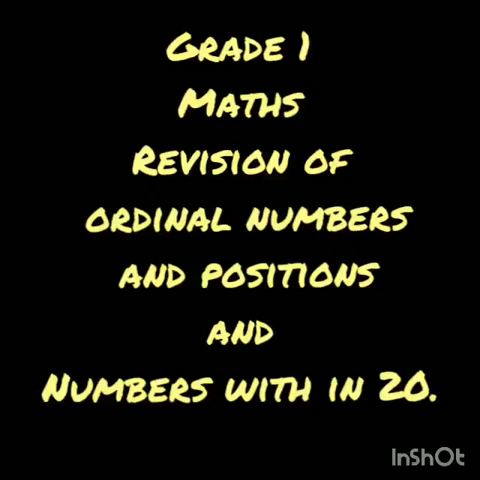 Grade 1
Maths
Revision of
ordinal numbers
and positions
and
Numbers with in 20.
InShOt